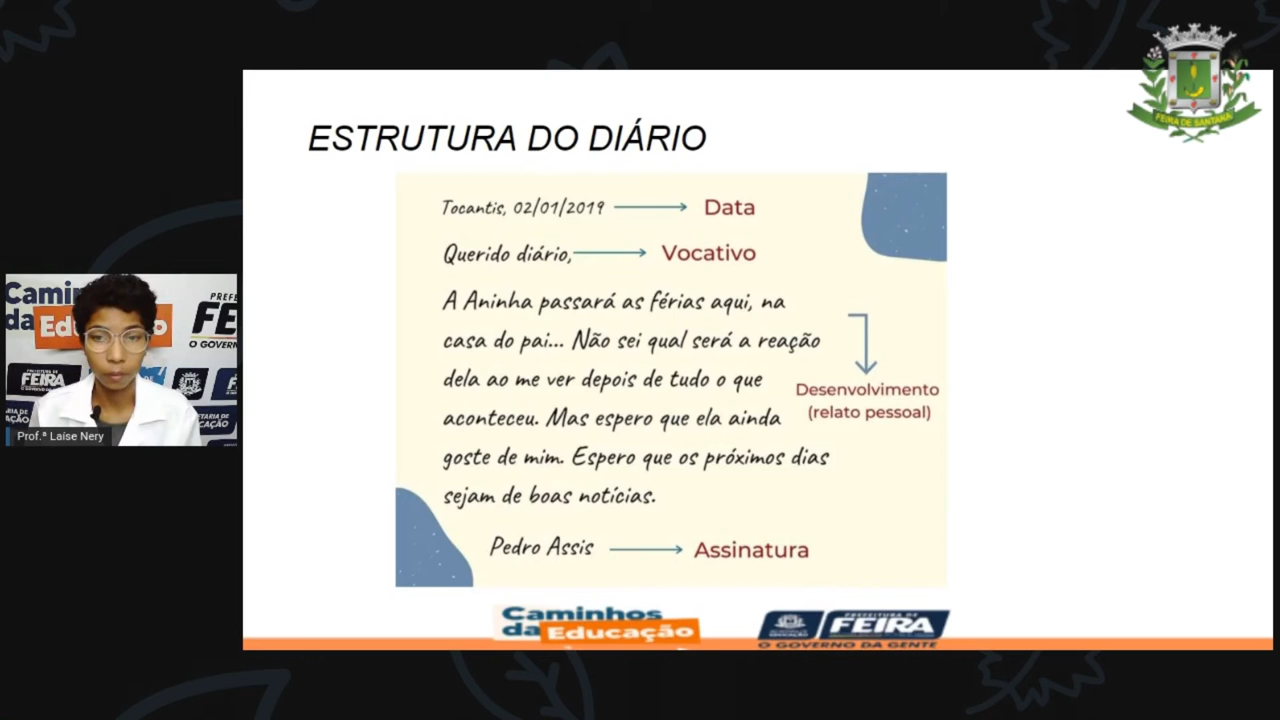 FEIRA DE SANTANA
ESTRUTURA DO DIÁRIO
Tocantis, 02/01/2019 Data
Querido diário, Vocativo
A Aninha passará as férias aqui, na
casa do pai... Não sei qual será a reação
dela ao me ver depois de tudo o que
aconteceu. Mas espero que ela ainda
goste de mim. Espero que os próximos dias
sejam de boas notícias.
Desenvolvimento
(relato pessoal)
Pedro Assis Assinatura
Caminhos
da Educação
PREFEITURA DE
FEIRA
O GOVERNO DA GENTE
Prof.ª Laíse Nery
FEIRA